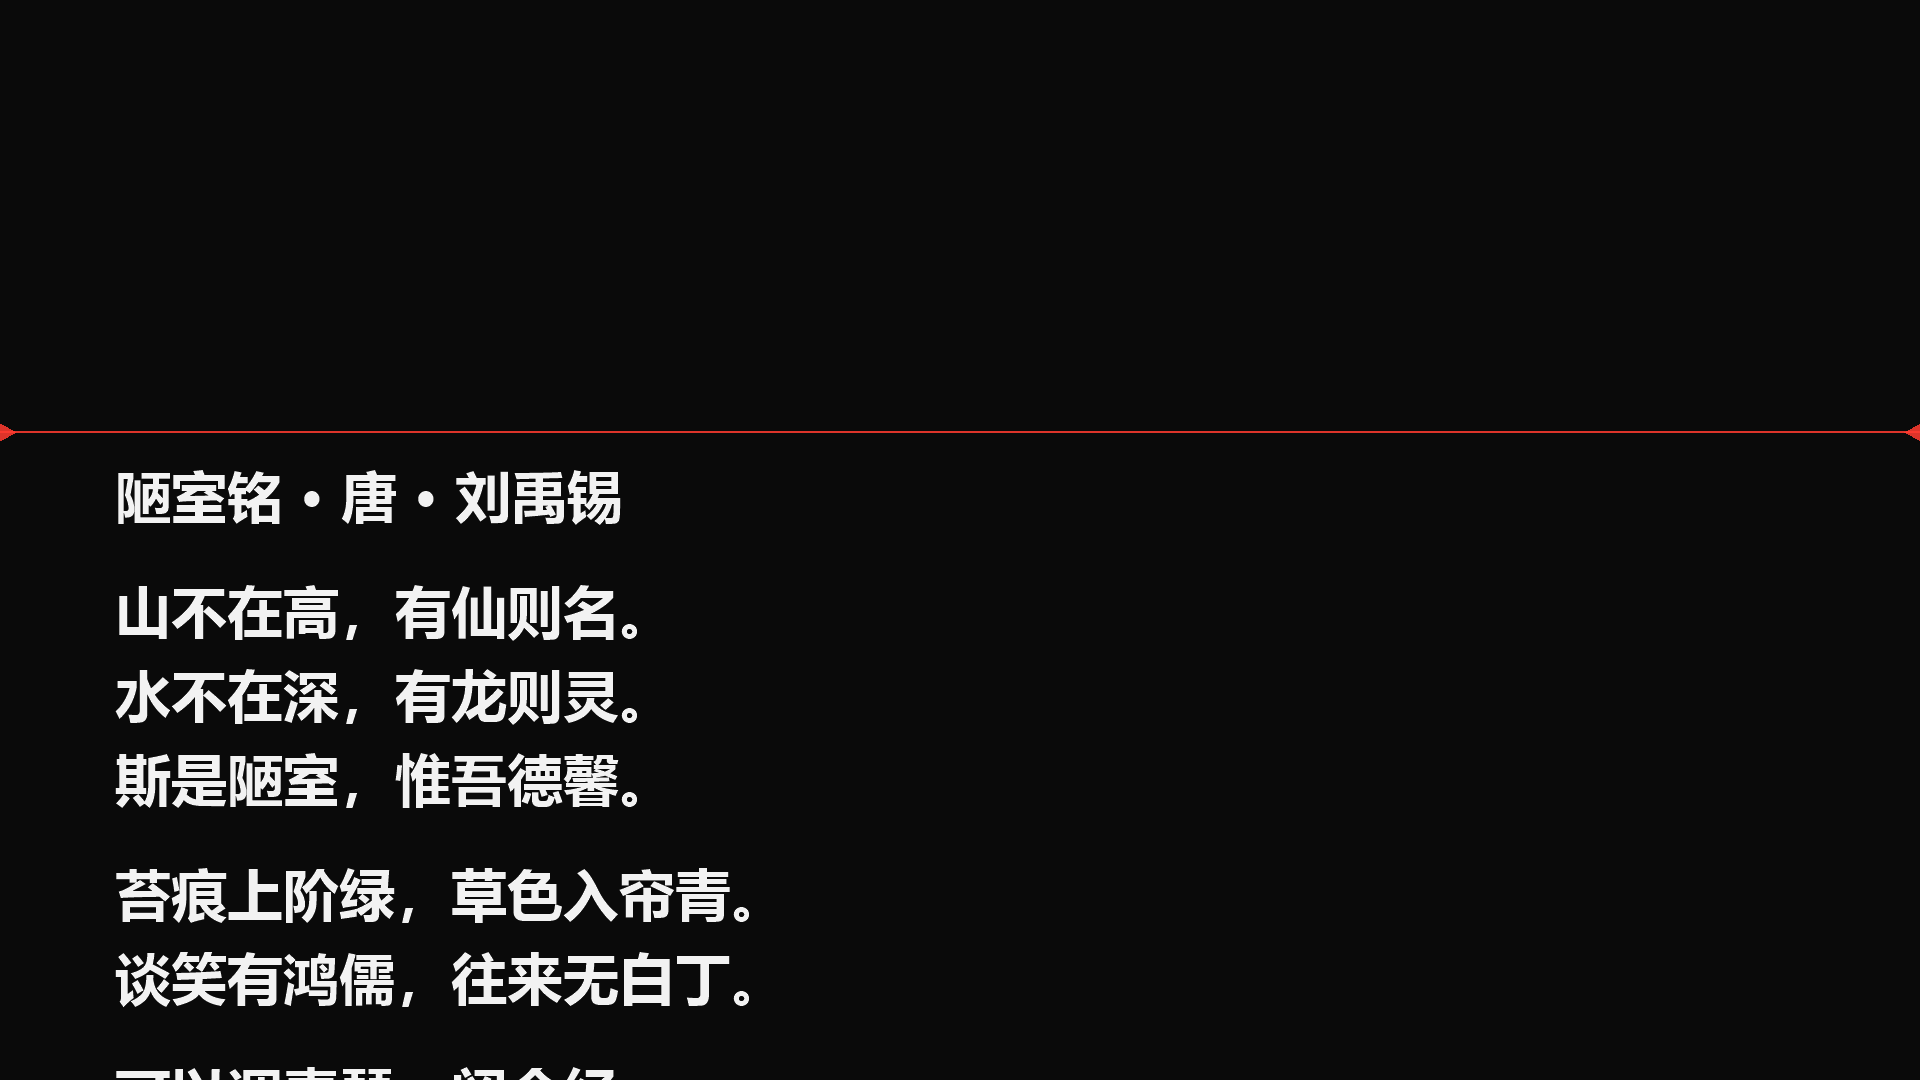 陋室铭·唐·刘禹锡
山不在高，有仙则名。
水不在深，有龙则灵。
斯是陋室，惟吾德馨。
苔痕上阶绿，草色入帘青。
谈笑有鸿儒，往来无白丁。